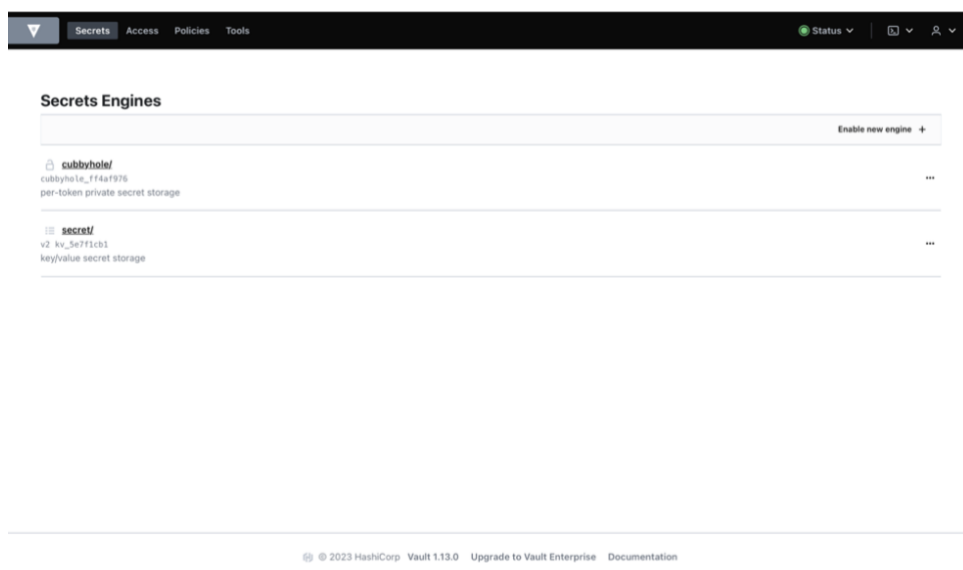 Secrets Access Policies Tools Status
Secrets Engines
Enable new engine +
cubbyhole/
cubbyhole_ff4af976
per-token private secret storage
secret/
v2 kv_5e7f1cb1
key/value secret storage
© 2023 HashiCorp Vault 1.13.0 Upgrade to Vault Enterprise Documentation